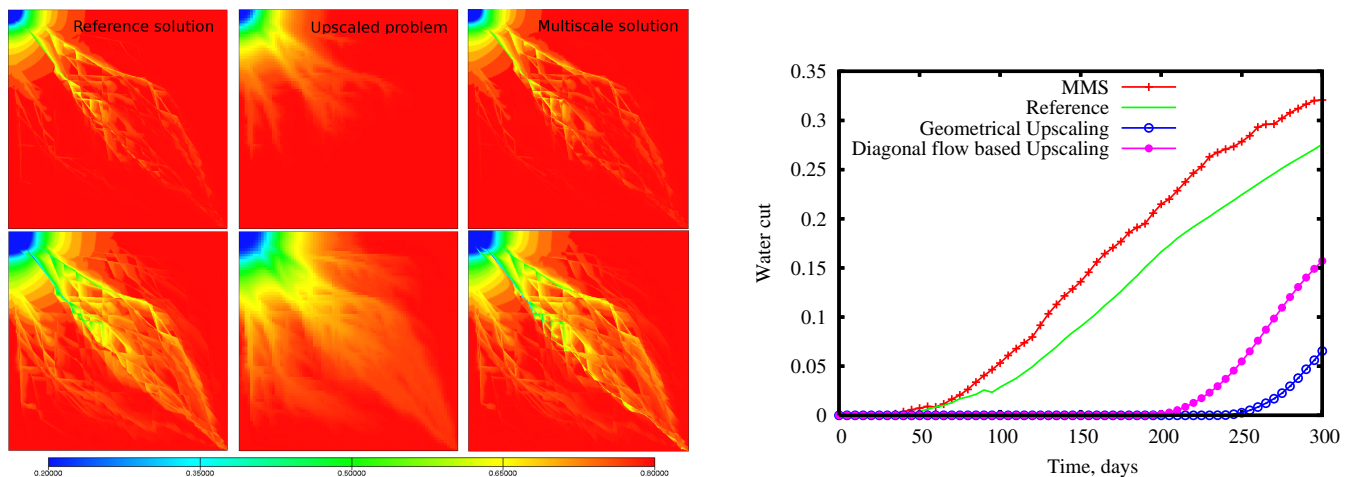 Reference solution
Upscaled problem
Multiscale solution
0.20000
0.35000
0.50000
0.65000
0.80000
0.35
0.3
0.25
0.2
0.15
0.1
0.05
0
Water cut
MMS
Reference
Geometrical Upscaling
Diagonal flow based Upscaling
0 50 100 150 200 250 300
Time, days